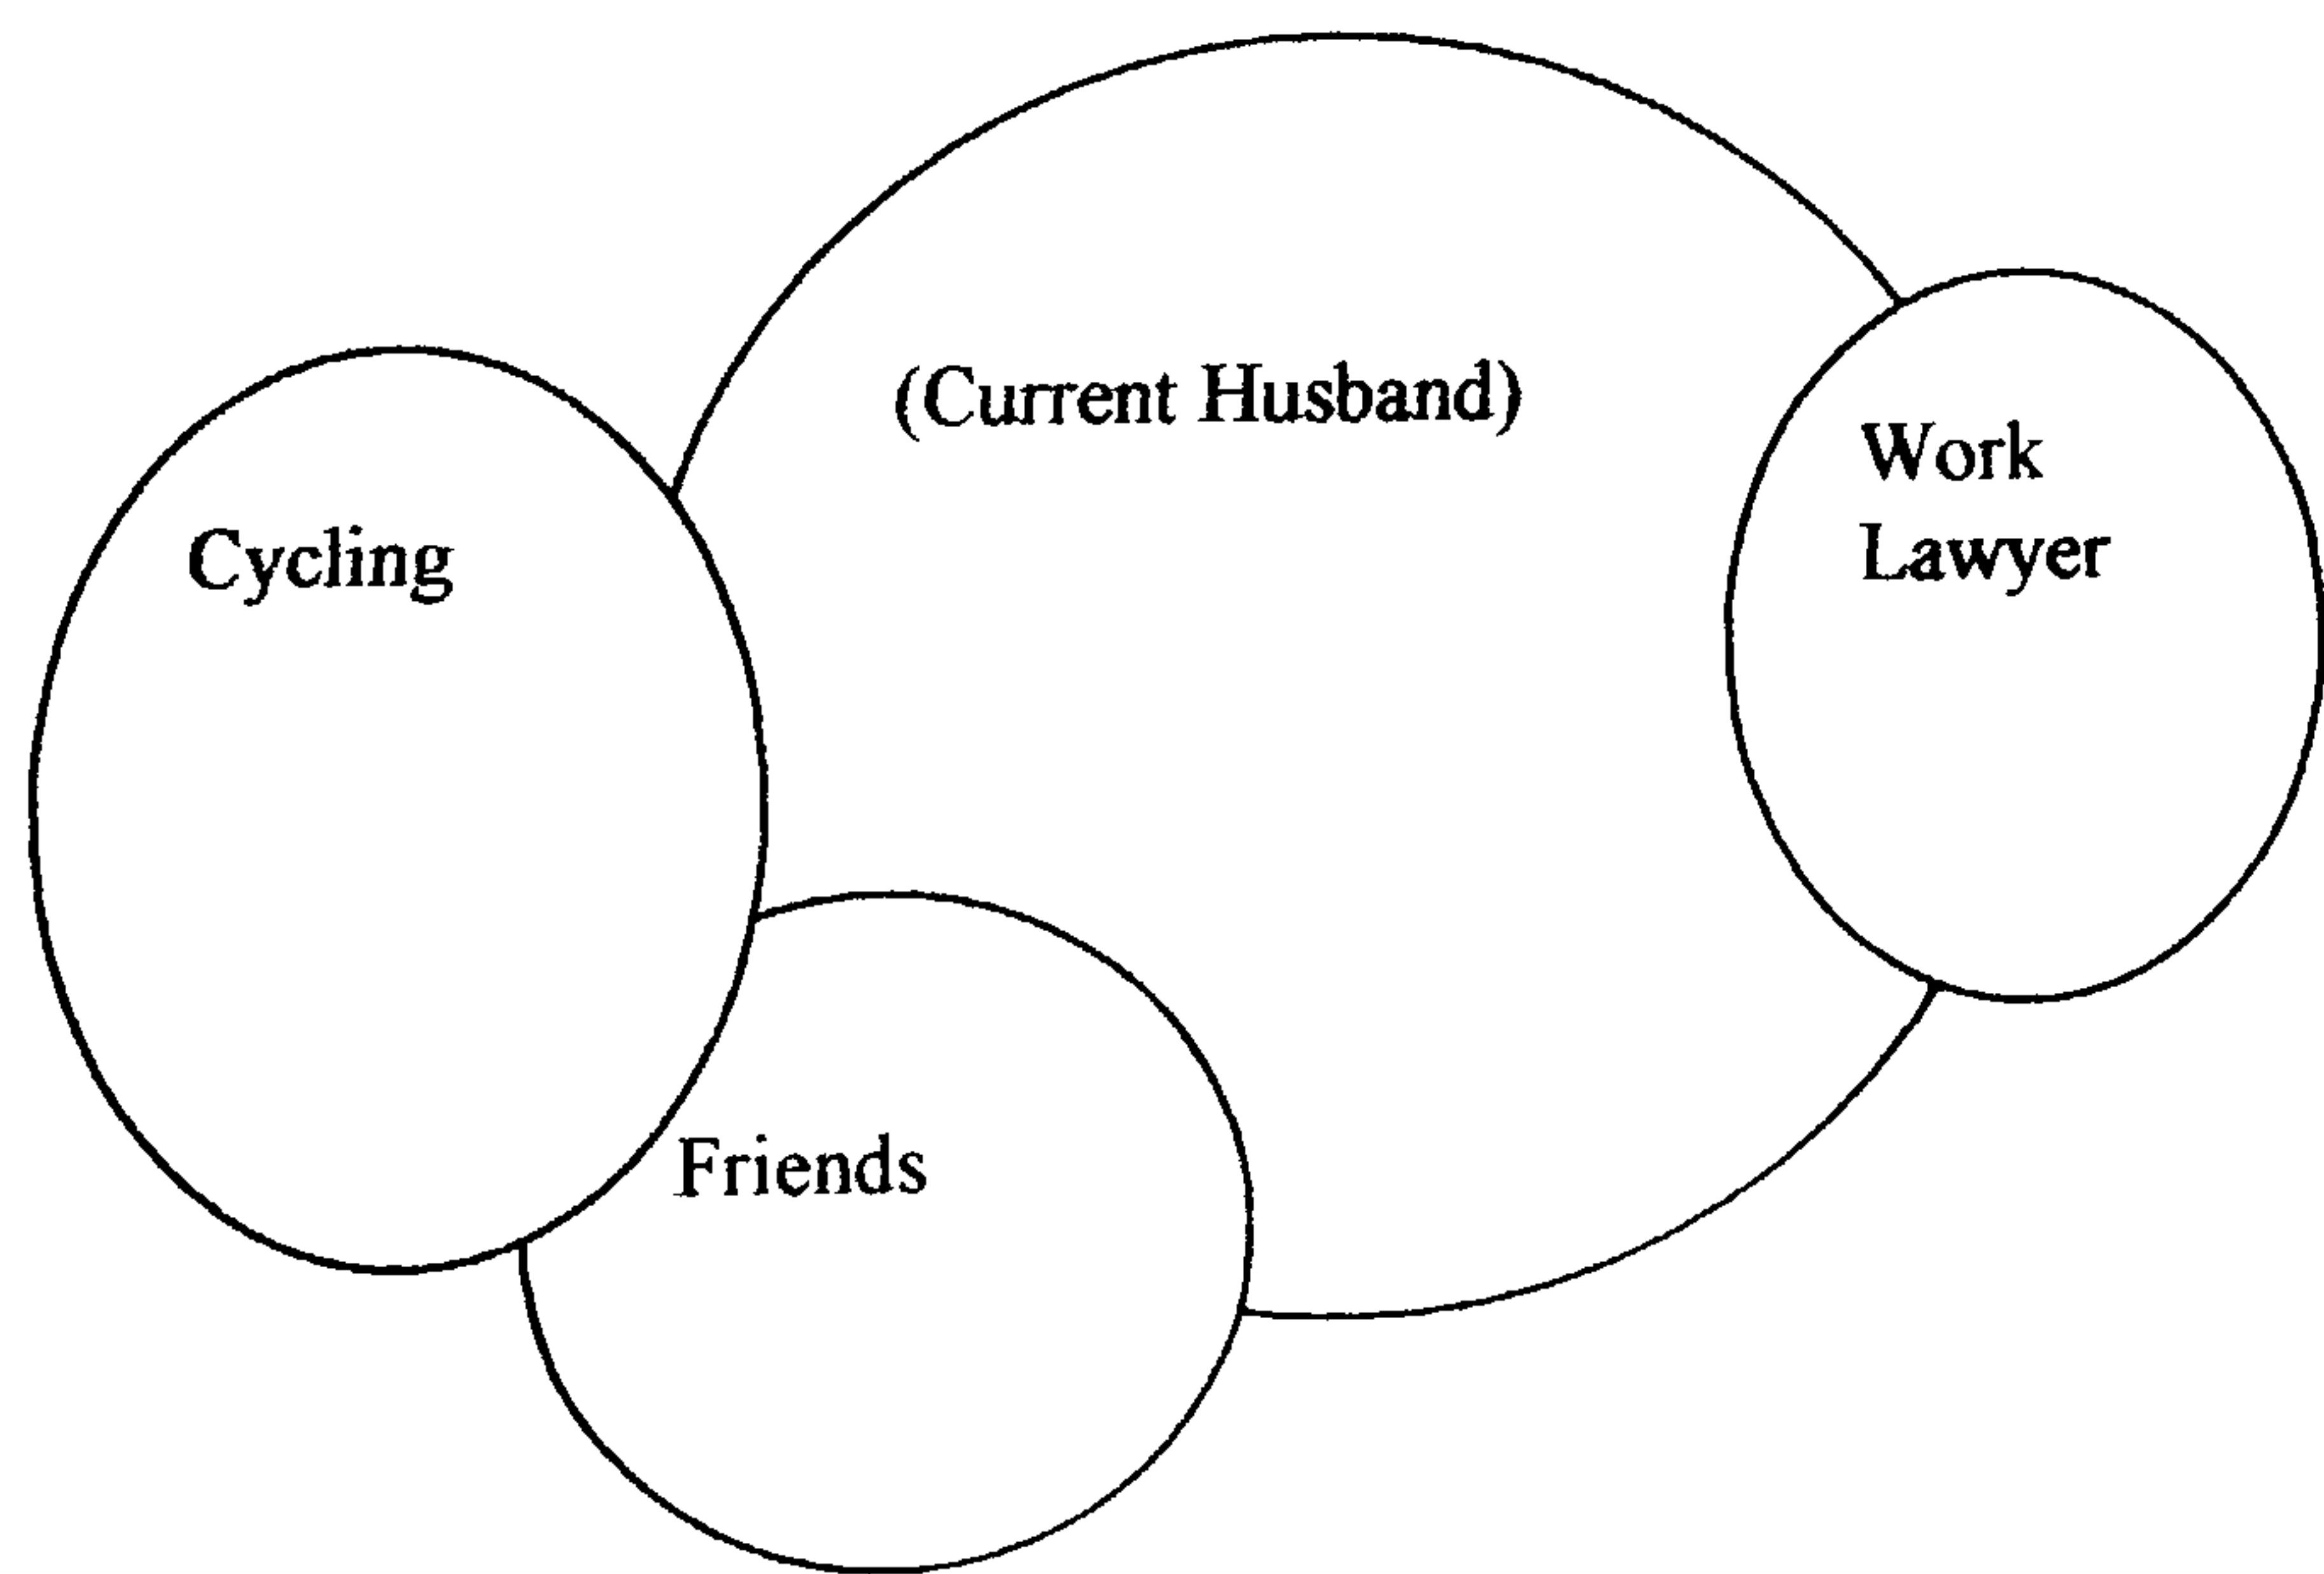 (Current Husband)
Work
Lawyer
Cycling
Friends